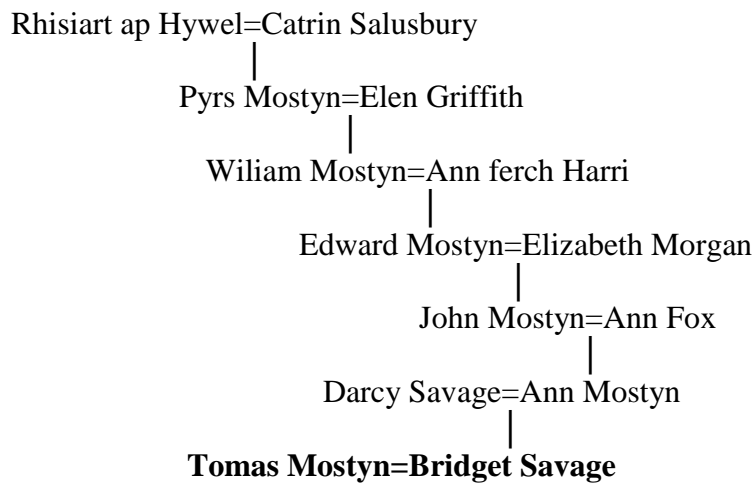 Rhisiart ap Hywel=Catrin Salusbury
Pyrs Mostyn=Elen Griffith
Wiliam Mostyn=Ann ferch Harri
Edward Mostyn=Elizabeth Morgan
John Mostyn=Ann Fox
Darcy Savage=Ann Mostyn
Tomas Mostyn=Bridget Savage